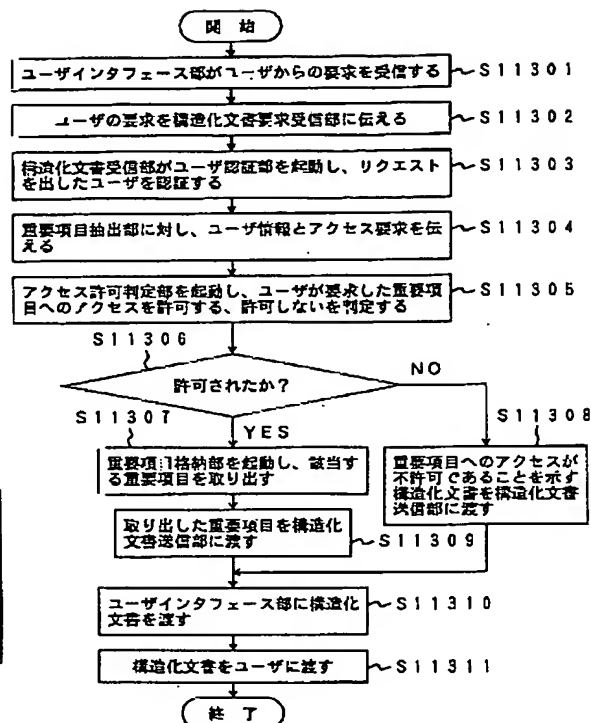 開　始
ユーザインタフェース部がユーザからの要求を受信する
S11301
ユーザの要求を構造化文書要求受信部に伝える
S11302
構造化文書受信部がユーザ認証部を起動し、リクエスト
を出したユーザを認証する
S11303
重要項目抽出部に対し、ユーザ情報とアクセス要求を伝
える
S11304
アクセス許可判定部を起動し、ユーザが要求した重要項
目へのアクセスを許可する、許可しないを判定する
S11305
S11306
許可されたか？
NO
YES
S11307
重要項目格納部を起動し、該当す
る重要項目を取り出す
S11308
重要項目へのアクセスが
不許可であることを示す
構造化文書を構造化文書
送信部に渡す
取り出した重要項目を構造化
文書送信部に渡す
S11309
ユーザインタフェース部に構造化
文書を渡す
S11310
構造化文書をユーザに渡す
S11311
終　了